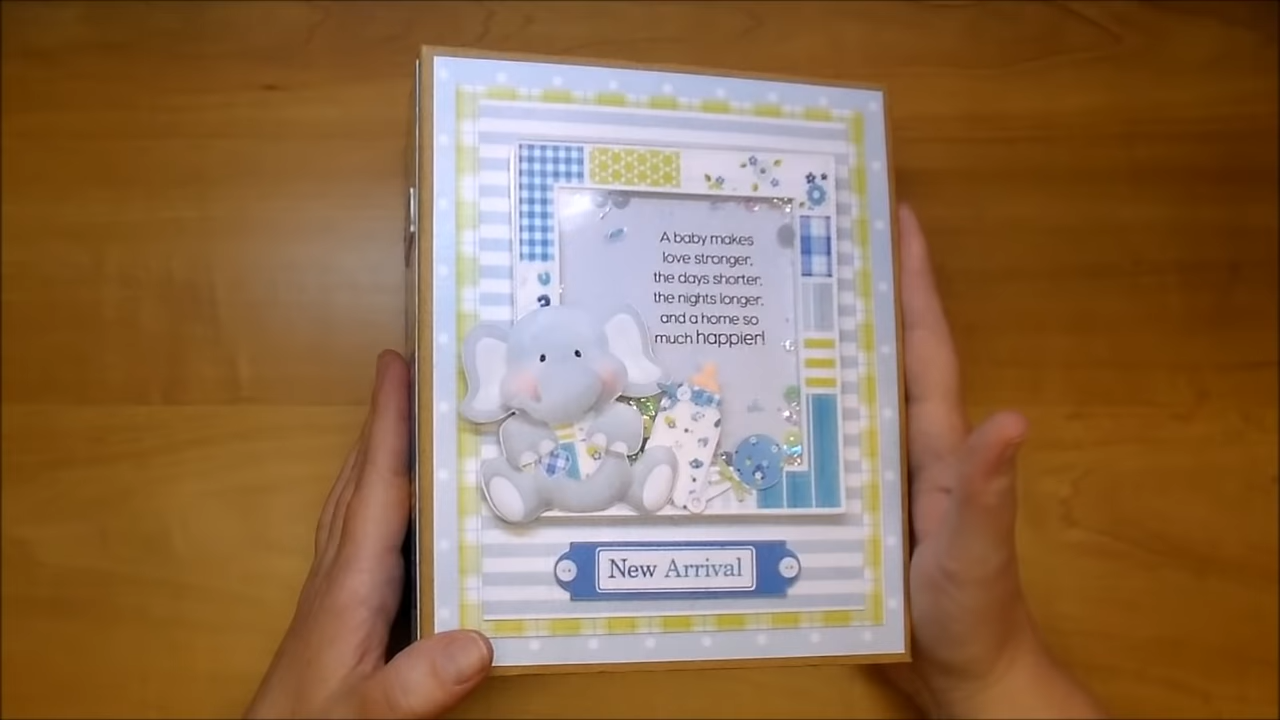 A baby makes
love stronger,
the days shorter,
the nights longer,
and a home so
much happier!
New Arrival